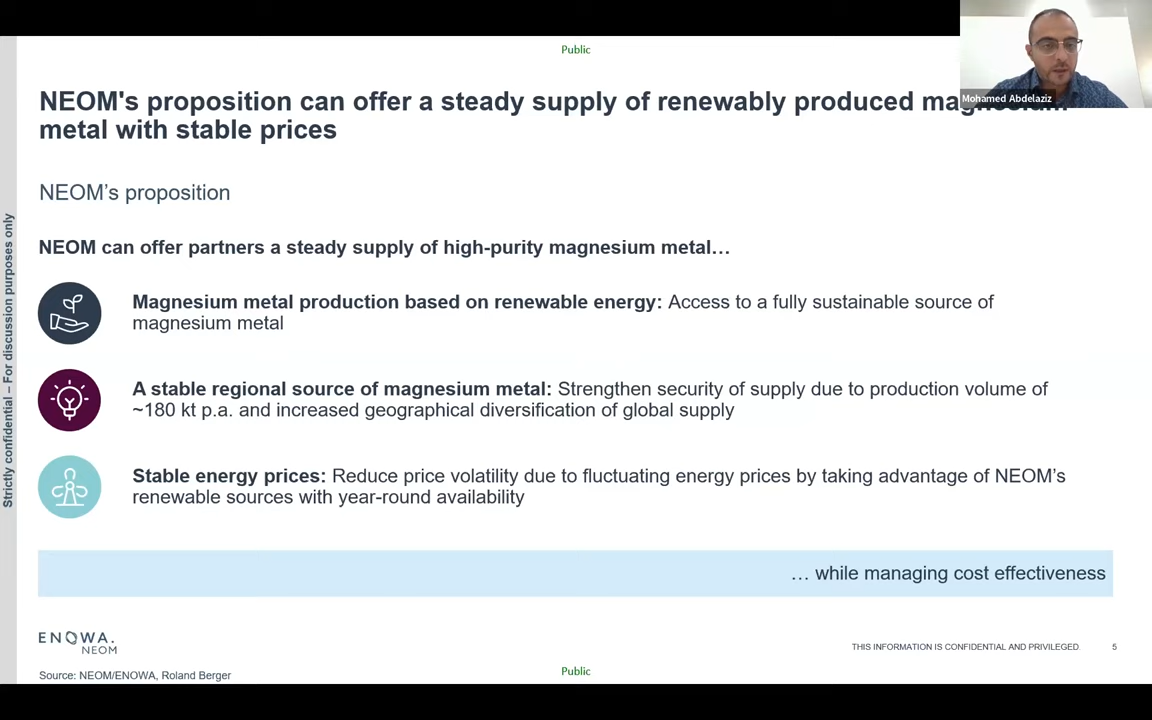 Public
Mohamed Abdelaziz
NEOM's proposition can offer a steady supply of renewably produced
metal with stable prices
NEOM’s proposition
NEOM can offer partners a steady supply of high-purity magnesium metal…
Magnesium metal production based on renewable energy: Access to a fully sustainable source of
magnesium metal
A stable regional source of magnesium metal: Strengthen security of supply due to production volume of
~180 kt p.a. and increased geographical diversification of global supply
Stable energy prices: Reduce price volatility due to fluctuating energy prices by taking advantage of NEOM’s
renewable sources with year-round availability
… while managing cost effectiveness
Strictly confidential – For discussion purposes only
ENOWA.
NEOM
THIS INFORMATION IS CONFIDENTIAL AND PRIVILEGED.
5
Source: NEOM/ENOWA, Roland Berger
Public